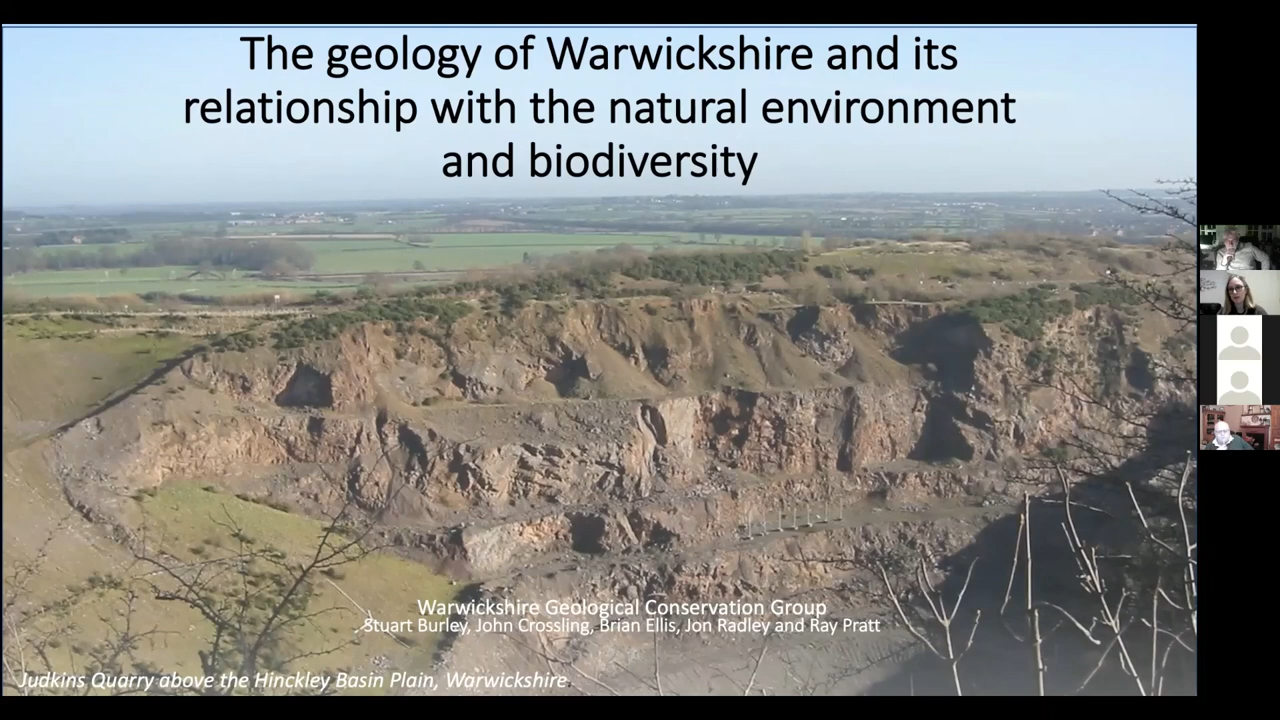 The geology of Warwickshire and its
relationship with the natural environment
and biodiversity
Warwickshire Geological Conservation Group
Stuart Burley, John Crossling, Brian Ellis, Jon Radley and Ray Pratt
Judkins Quarry above the Hinckley Basin Plain, Warwickshire